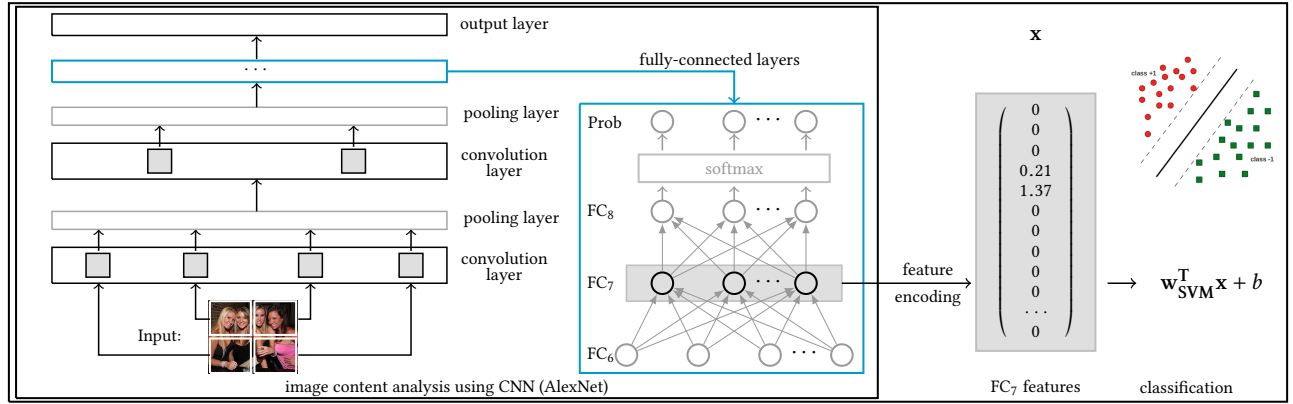 output layer
· · ·
fully-connected layers
pooling layer
convolution
layer
pooling layer
convolution
layer
Input:
image content analysis using CNN (AlexNet)
Prob
· · ·
softmax
FC8
· · ·
FC7
· · ·
FC6
· · ·
feature
encoding
x
0
0
0
0.21
1.37
0
0
0
0
0
· · ·
0
FC7 features
class +1
class -1
w^T_SVM x + b
classification